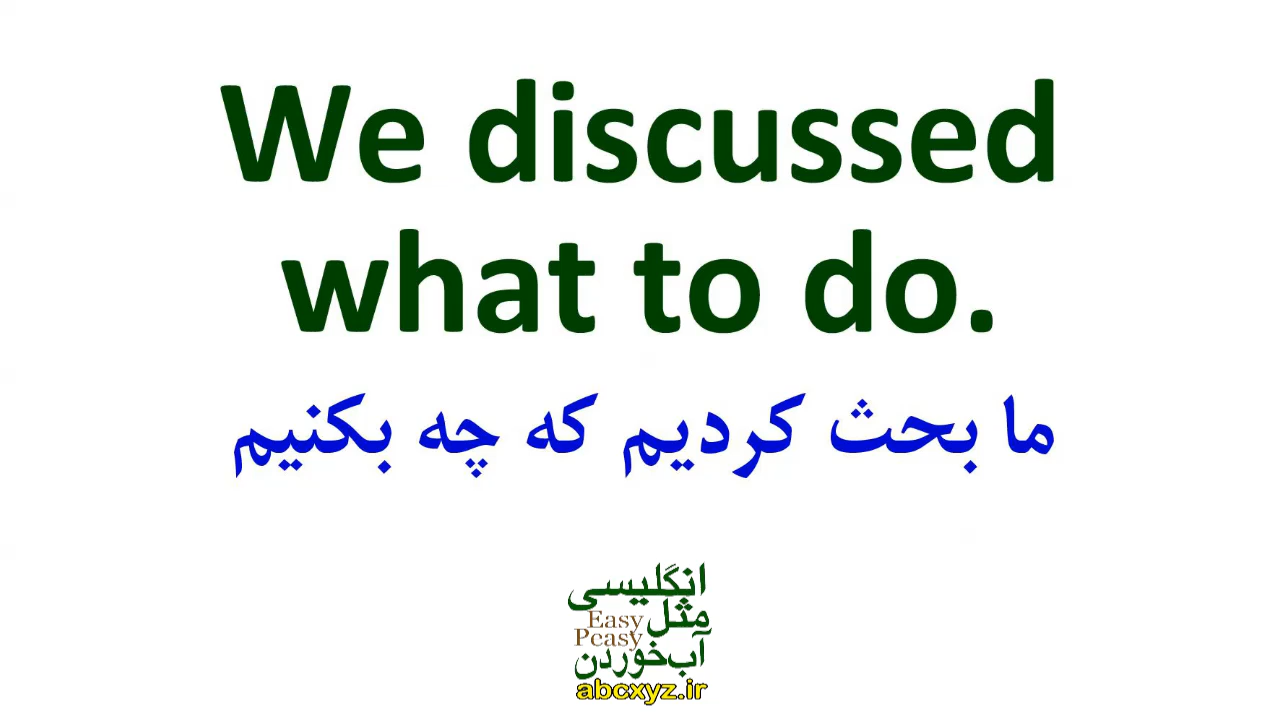 We discussed
what to do.
ما بحث کردیم که چه بکنیم
انگلیسی
مثل
Easy
Peasy
آب‌خوردن
abcxyz.ir